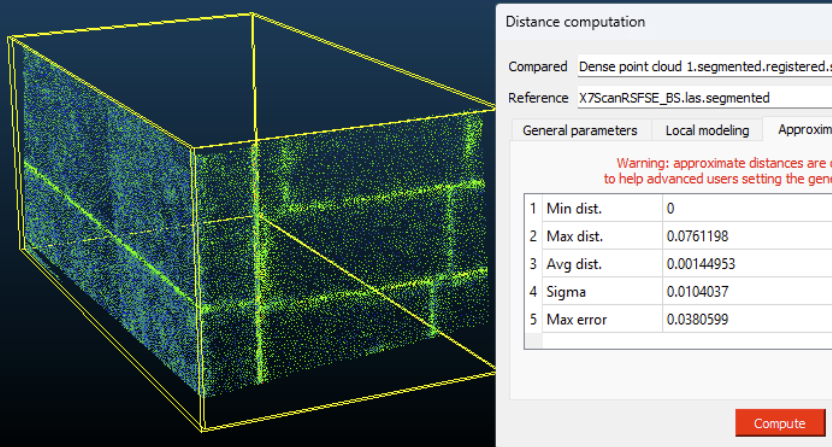 Distance computation
Compared Dense point cloud 1.segmented.registered.s
Reference X7ScanRSFSE_BS.las.segmented
General parameters Local modeling Approxim
Warning: approximate distances are
to help advanced users setting the gene
1 Min dist. 0
2 Max dist. 0.0761198
3 Avg dist. 0.00144953
4 Sigma 0.0104037
5 Max error 0.0380599
Compute